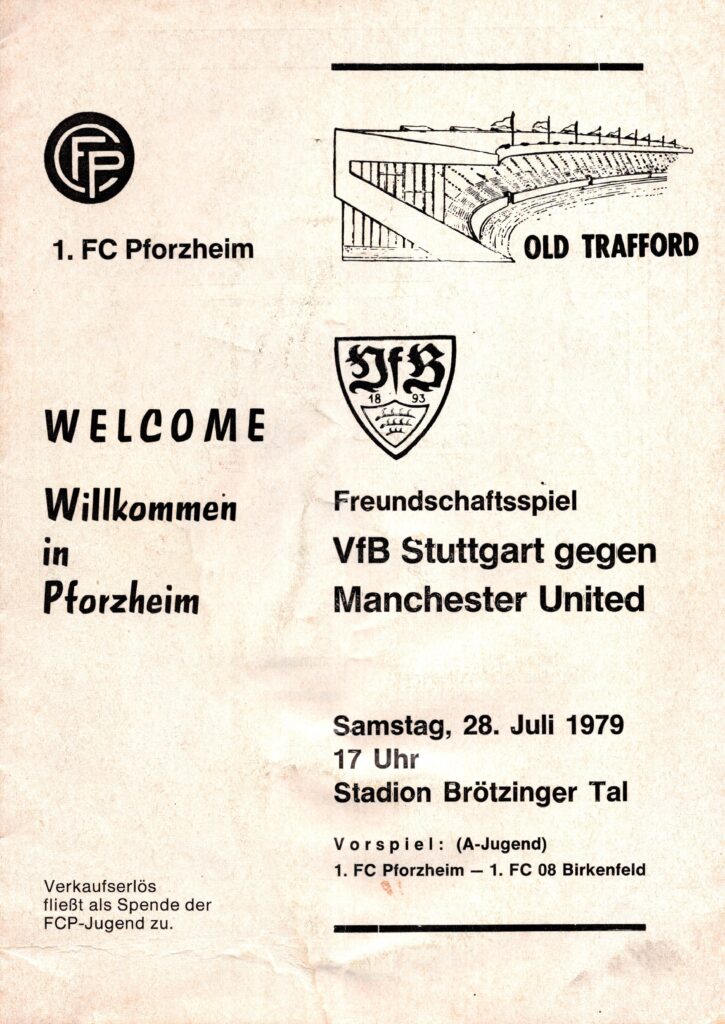 FCP
1. FC Pforzheim
OLD TRAFFORD
VfB
18 93
WELCOME
Willkommen
in
Pforzheim
Freundschaftsspiel
VfB Stuttgart gegen
Manchester United
Samstag, 28. Juli 1979
17 Uhr
Stadion Brötzinger Tal
Vorspiel: (A-Jugend)
1. FC Pforzheim – 1. FC 08 Birkenfeld
Verkaufserlös
fließt als Spende der
FCP-Jugend zu.